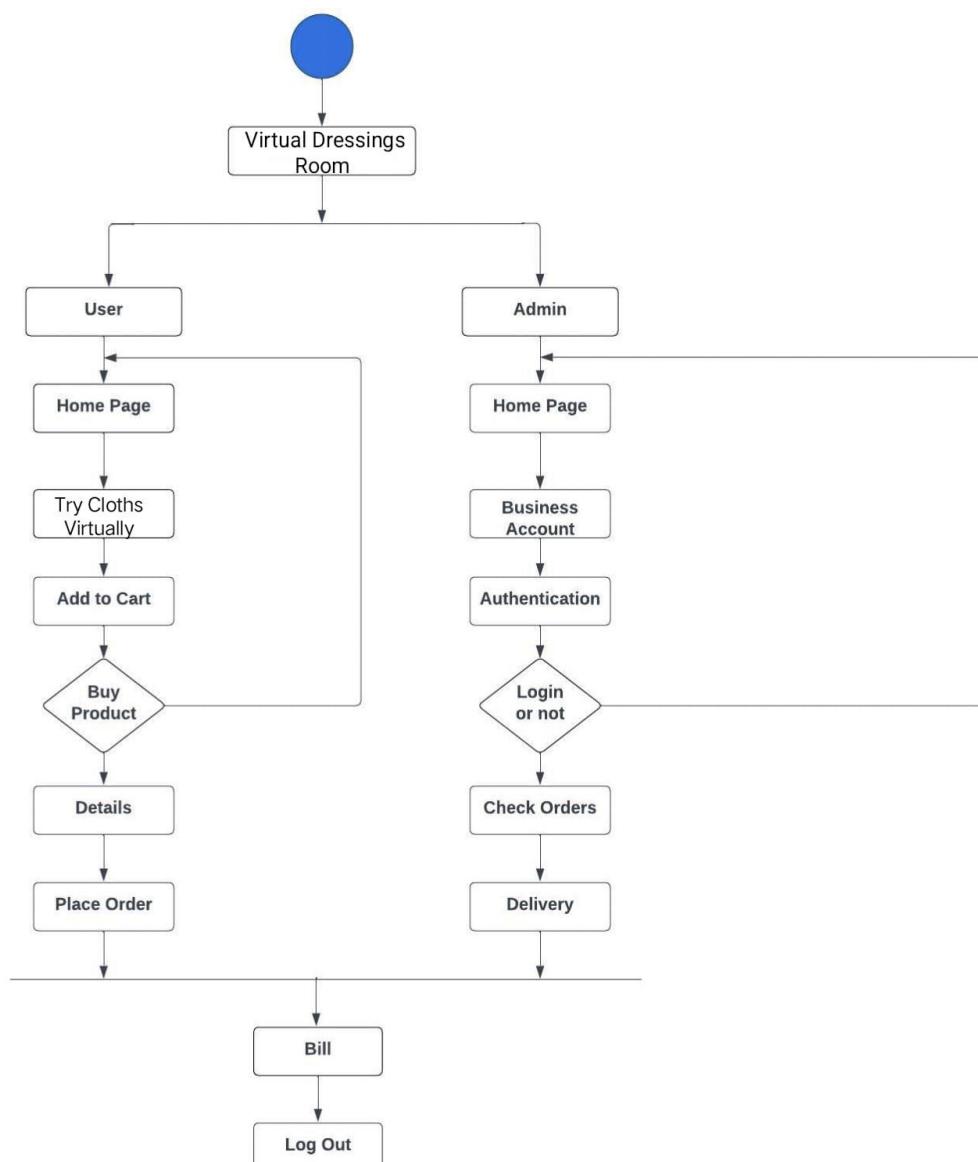 Virtual Dressings
Room
User
Admin
Home Page
Home Page
Try Cloths
Virtually
Business
Account
Add to Cart
Authentication
Buy
Product
Login
or not
Details
Check Orders
Place Order
Delivery
Bill
Log Out